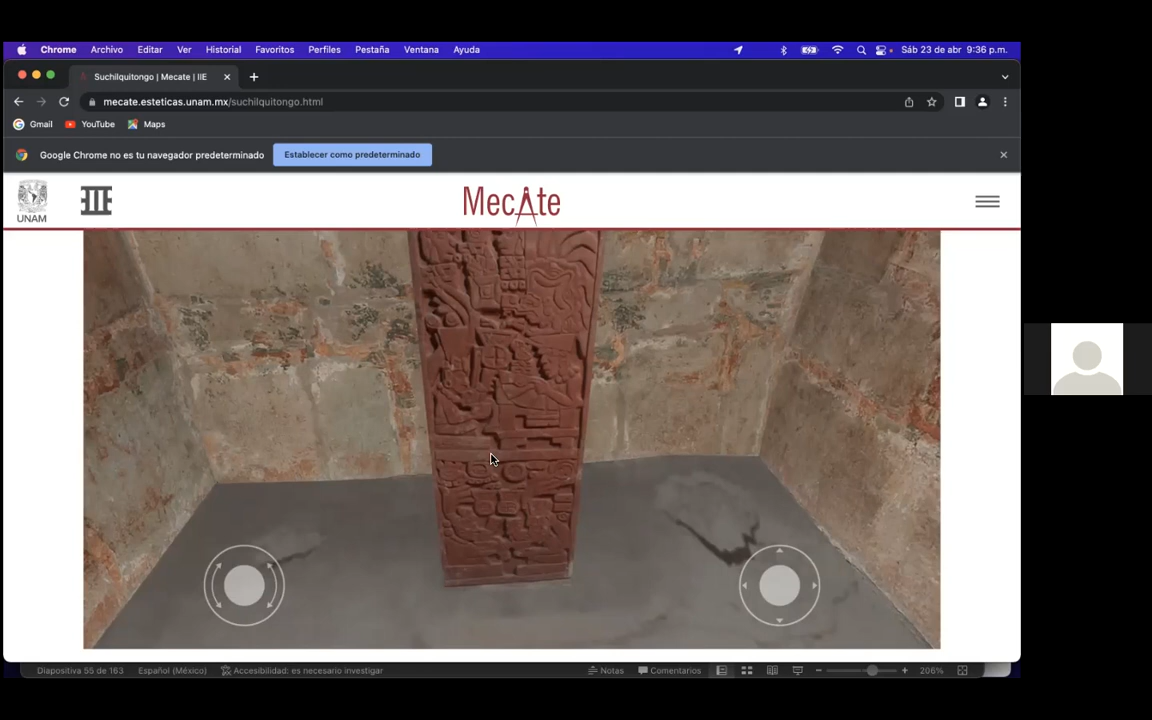 Chrome Archivo Editar Ver Historial Favoritos Perfiles Pestaña Ventana Ayuda Sáb 23 de abr 9:36 p.m.
Suchilquitongo | Mecate | IIE
mecate.esteticas.unam.mx/suchilquitongo.html
Gmail YouTube Maps
Google Chrome no es tu navegador predeterminado Establecer como predeterminado
UNAM
MecAte
Diapositiva 55 de 163 Español (México) Accesibilidad: es necesario investigar Notas Comentarios 206%